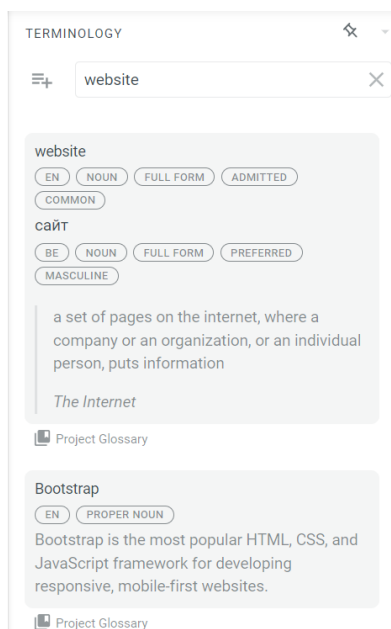 TERMINOLOGY
website
website
EN NOUN FULL FORM ADMITTED
COMMON
сайт
BE NOUN FULL FORM PREFERRED
MASCULINE
a set of pages on the internet, where a
company or an organization, or an individual
person, puts information
The Internet
Project Glossary
Bootstrap
EN PROPER NOUN
Bootstrap is the most popular HTML, CSS, and
JavaScript framework for developing
responsive, mobile-first websites.
Project Glossary